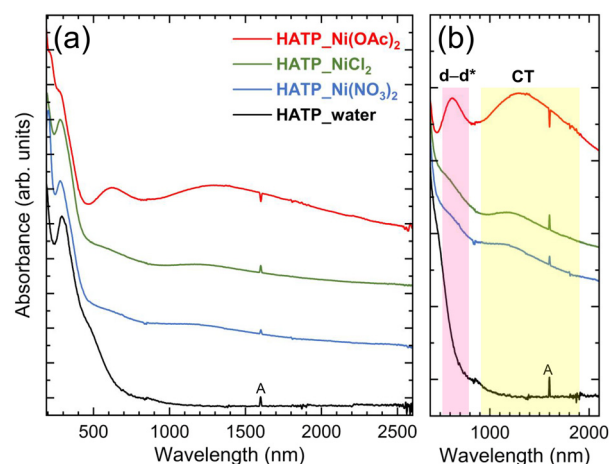 (a)
HATP_Ni(OAc)₂
HATP_NiCl₂
HATP_Ni(NO₃)₂
HATP_water
A
Absorbance (arb. units)
500 1000 1500 2000 2500
Wavelength (nm)
(b)
d–d* CT
A
1000 2000
Wavelength (nm)